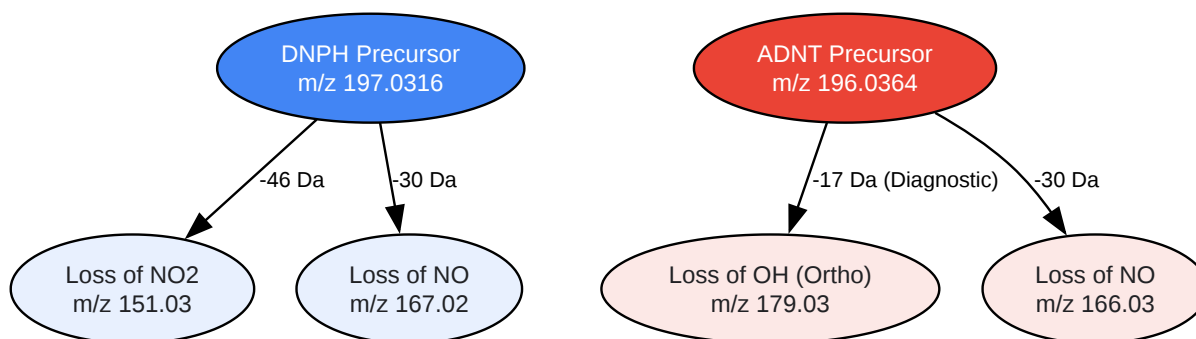 DNPH Precursor
m/z 197.0316
ADNT Precursor
m/z 196.0364
-46 Da
-30 Da
-17 Da (Diagnostic)
-30 Da
Loss of NO2
m/z 151.03
Loss of NO
m/z 167.02
Loss of OH (Ortho)
m/z 179.03
Loss of NO
m/z 166.03